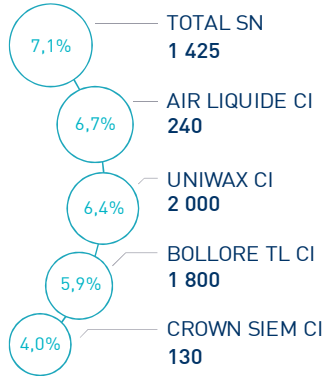 7,1%
TOTAL SN
1 425
6,7%
AIR LIQUIDE CI
240
6,4%
UNIWAX CI
2 000
5,9%
BOLLORE TL CI
1 800
4,0%
CROWN SIEM CI
130